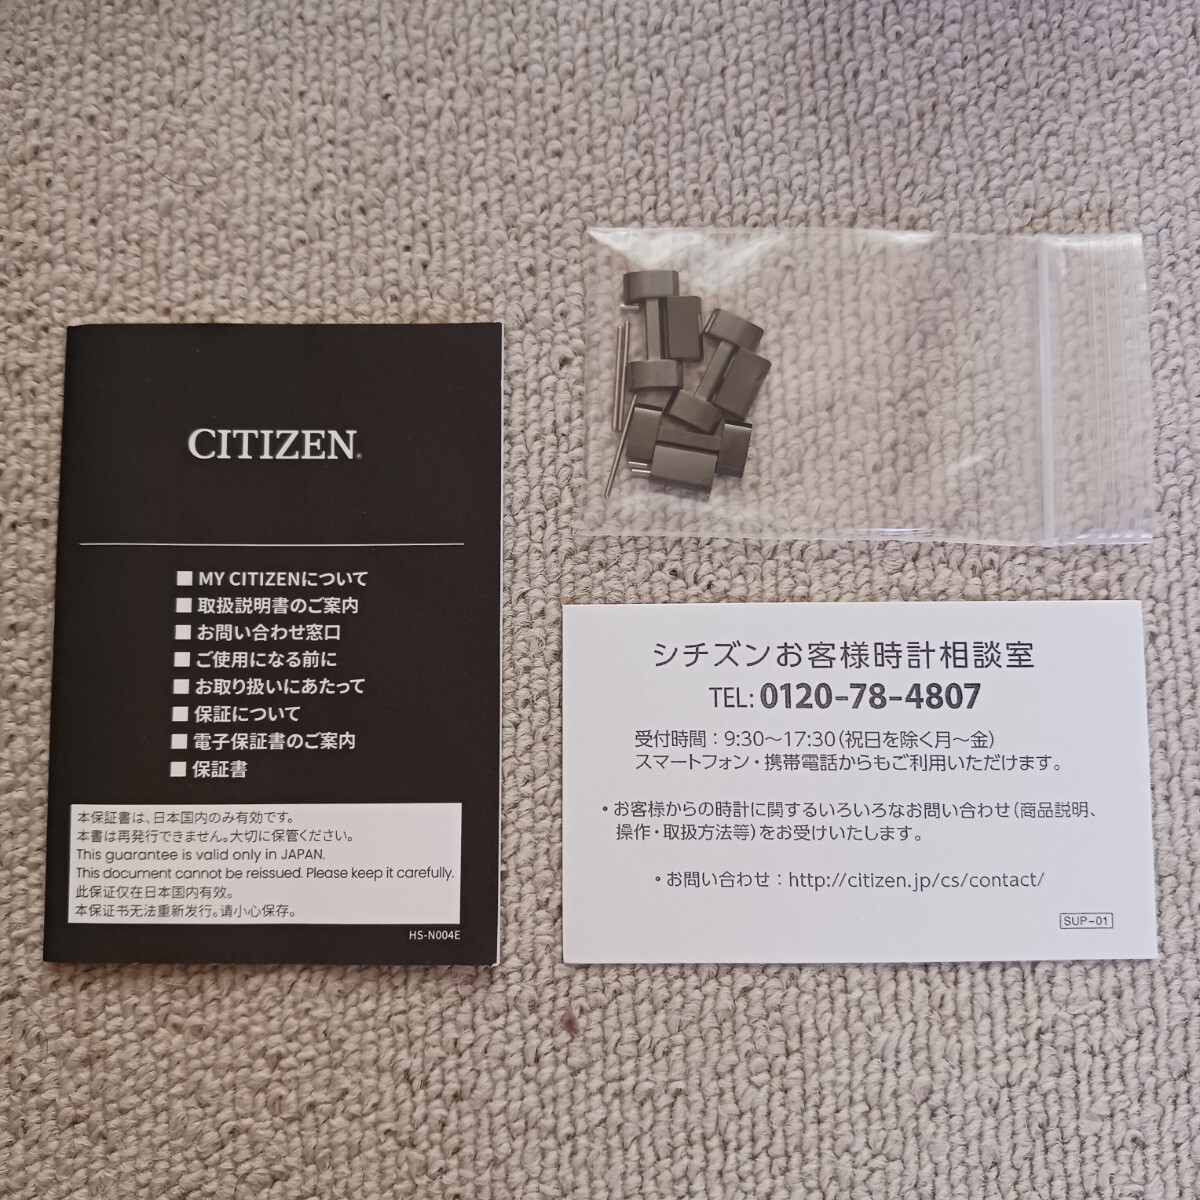 CITIZEN
■ MY CITIZENについて
■ 取扱説明書のご案内
■ お問い合わせ窓口
■ ご使用になる前に
■ お取り扱いにあたって
■ 保証について
■ 電子保証書のご案内
■ 保証書
本保証書は、日本国内のみ有効です。
本書は再発行できません。大切に保管ください。
This guarantee is valid only in JAPAN.
This document cannot be reissued. Please keep it carefully.
此保证仅在日本国内有效。
本保证书无法重新发行。请小心保存。
HS-N004E
シチズンお客様時計相談室
TEL: 0120-78-4807
受付時間：9:30〜17:30（祝日を除く月〜金）
スマートフォン・携帯電話からもご利用いただけます。
・お客様からの時計に関するいろいろなお問い合わせ（商品説明、
操作・取扱方法等）をお受けいたします。
・お問い合わせ：http://citizen.jp/cs/contact/
SUP-01